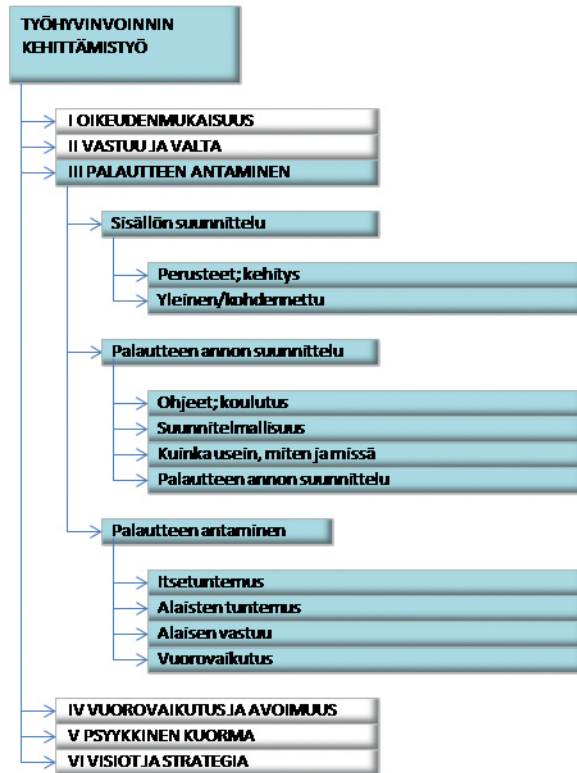 TYÖHYVINVOINNIN
KEHITTÄMISTYÖ
I OIKEUDENMUKAISUUS
II VASTUU JA VALTA
III PALAUTTEEN ANTAMINEN
Sisällön suunnittelu
Perusteet; kehitys
Yleinen/kohdennettu
Palautteen annon suunnittelu
Ohjeet; koulutus
Suunnitelmallisuus
Kuinka usein, miten ja missä
Palautteen annon suunnittelu
Palautteen antaminen
Itsetuntemus
Alaisten tuntemus
Alaisen vastuu
Vuorovaikutus
IV VUOROVAIKUTUS JA AVOIMUUS
V PSYYKKINEN KUORMA
VI VISIOT JA STRATEGIA